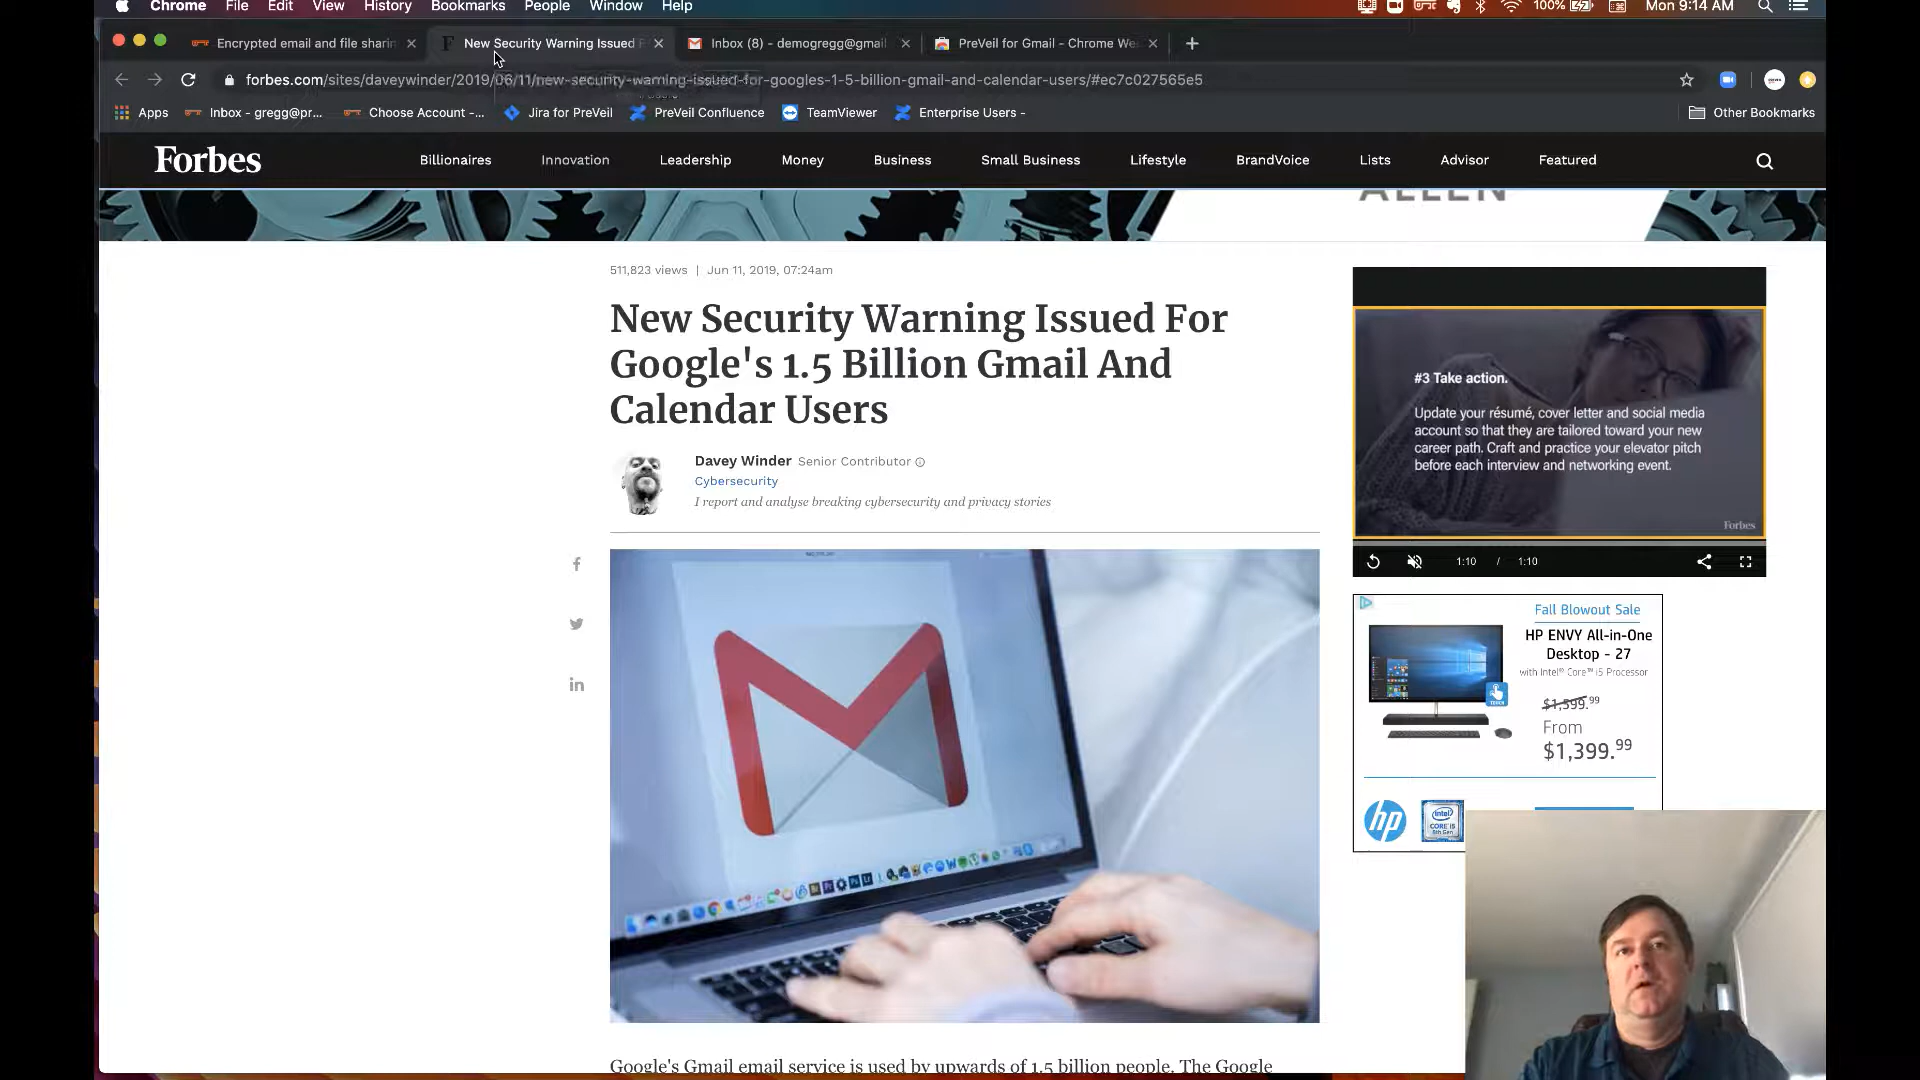 Chrome File Edit View History Bookmarks People Window Help 100% Mon 9:14 AM
Encrypted email and file sharin New Security Warning Issued F Inbox (8) - demogregg@gmail PreVeil for Gmail - Chrome We
forbes.com/sites/daveywinder/2019/06/11/new-security-warning-issued-for-googles-1-5-billion-gmail-and-calendar-users/#ec7c027565e5
Apps Inbox - gregg@pr... Choose Account -... Jira for PreVeil PreVeil Confluence TeamViewer Enterprise Users - Other Bookmarks
Forbes Billionaires Innovation Leadership Money Business Small Business Lifestyle BrandVoice Lists Advisor Featured
ALLEN
511,823 views | Jun 11, 2019, 07:24am
New Security Warning Issued For
Google's 1.5 Billion Gmail And
Calendar Users
Davey Winder Senior Contributor
Cybersecurity
I report and analyse breaking cybersecurity and privacy stories
#3 Take action.
Update your résumé, cover letter and social media
account so that they are tailored toward your new
career path. Craft and practice your elevator pitch
before each interview and networking event.
Forbes
1:10 / 1:10
Fall Blowout Sale
HP ENVY All-in-One
Desktop - 27
with Intel® Core™ i5 Processor
TOUCH
$1,599.99
From
$1,399.99
hp
intel
CORE i5
8th Gen
Google's Gmail email service is used by upwards of 1.5 billion people. The Google